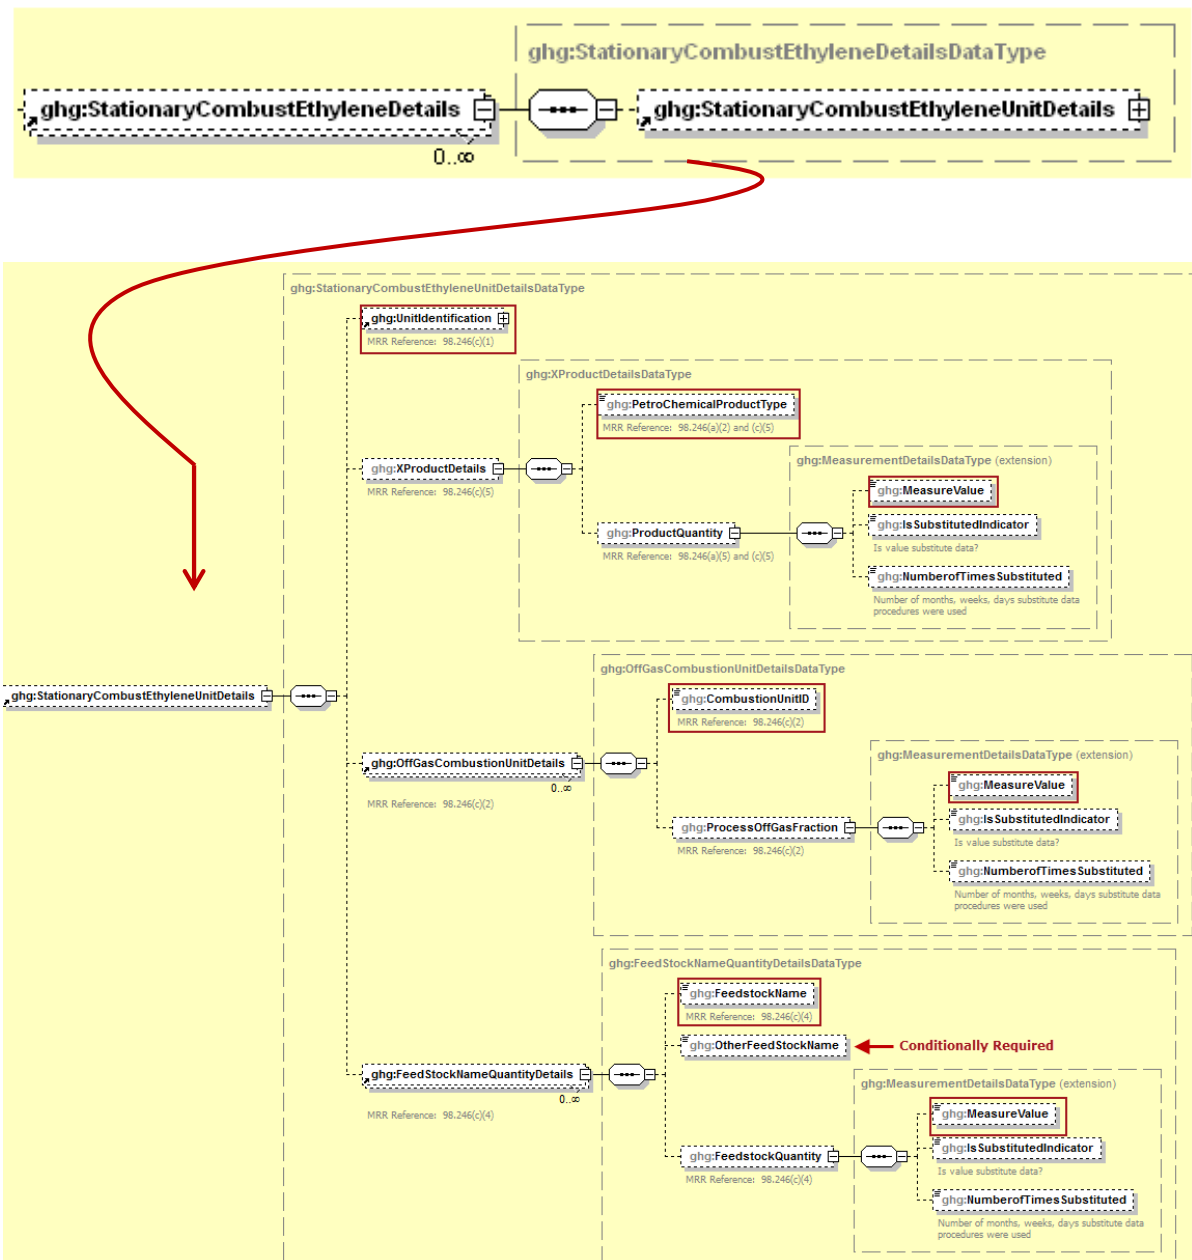 ghg:StationaryCombustEthyleneDetailsDataType
ghg:StationaryCombustEthyleneDetails
ghg:StationaryCombustEthyleneUnitDetails
0..∞
ghg:StationaryCombustEthyleneUnitDetailsDataType
ghg:UnitIdentification
MRR Reference: 98.246(c)(1)
ghg:XProductDetailsDataType
ghg:PetroChemicalProductType
MRR Reference: 98.246(a)(2) and (c)(5)
ghg:MeasurementDetailsDataType (extension)
ghg:XProductDetails
MRR Reference: 98.246(c)(5)
ghg:MeasureValue
ghg:IsSubstitutedIndicator
Is value substitute data?
ghg:ProductQuantity
MRR Reference: 98.246(a)(5) and (c)(5)
ghg:NumberofTimesSubstituted
Number of months, weeks, days substitute data
procedures were used
ghg:OffGasCombustionUnitDetailsDataType
ghg:StationaryCombustEthyleneUnitDetails
ghg:CombustionUnitID
MRR Reference: 98.246(c)(2)
ghg:MeasurementDetailsDataType (extension)
ghg:OffGasCombustionUnitDetails
0..∞
MRR Reference: 98.246(c)(2)
ghg:MeasureValue
ghg:IsSubstitutedIndicator
Is value substitute data?
ghg:ProcessOffGasFraction
MRR Reference: 98.246(c)(2)
ghg:NumberofTimesSubstituted
Number of months, weeks, days substitute data
procedures were used
ghg:FeedStockNameQuantityDetailsDataType
ghg:FeedstockName
MRR Reference: 98.246(c)(4)
ghg:OtherFeedStockName
Conditionally Required
ghg:FeedStockNameQuantityDetails
0..∞
MRR Reference: 98.246(c)(4)
ghg:MeasurementDetailsDataType (extension)
ghg:MeasureValue
ghg:IsSubstitutedIndicator
Is value substitute data?
ghg:FeedstockQuantity
MRR Reference: 98.246(c)(4)
ghg:NumberofTimesSubstituted
Number of months, weeks, days substitute data
procedures were used